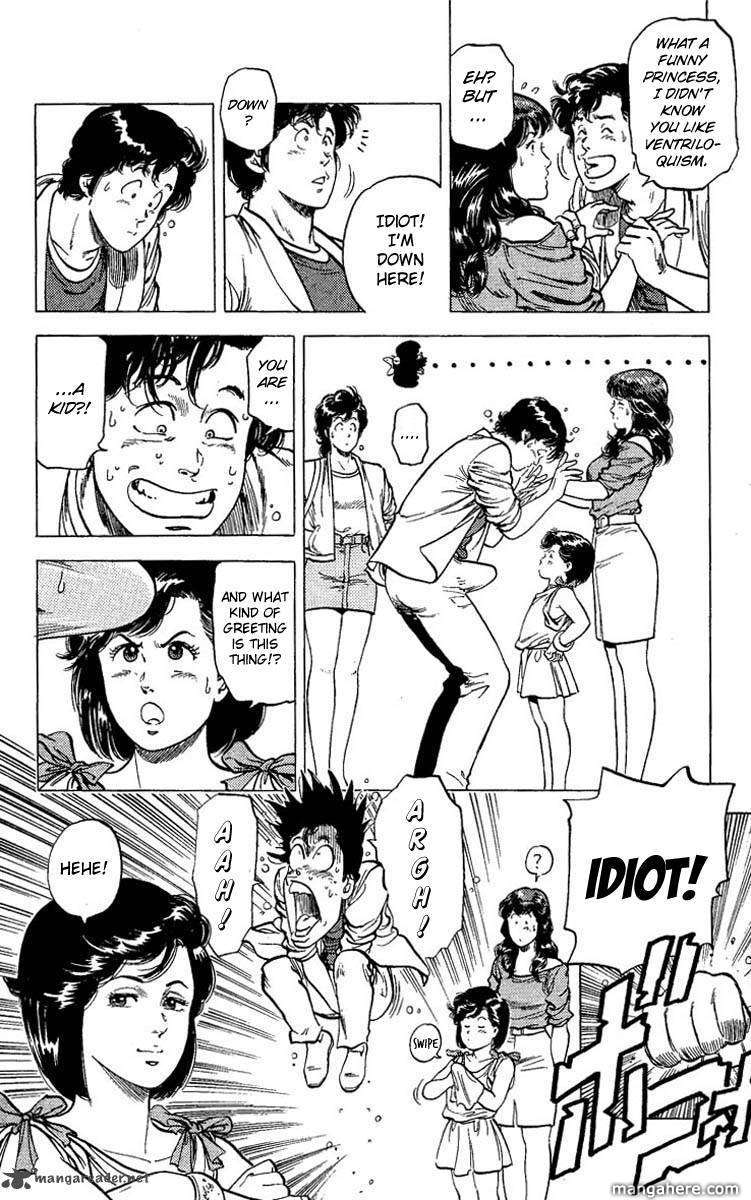 WHAT A
FUNNY
PRINCESS,
I DIDN'T
KNOW
YOU LIKE
VENTRILO-
QUISM.
EH?
BUT
...
IDIOT!
I'M
DOWN
HERE!
DOWN
?
....
YOU
ARE
...
...A
KID?!
AND WHAT
KIND OF
GREETING
IS THIS
THING!?
IDIOT!
?
ARGH!
AAH!
SWIPE
HEHE!
mangareader.net
mangahere.com